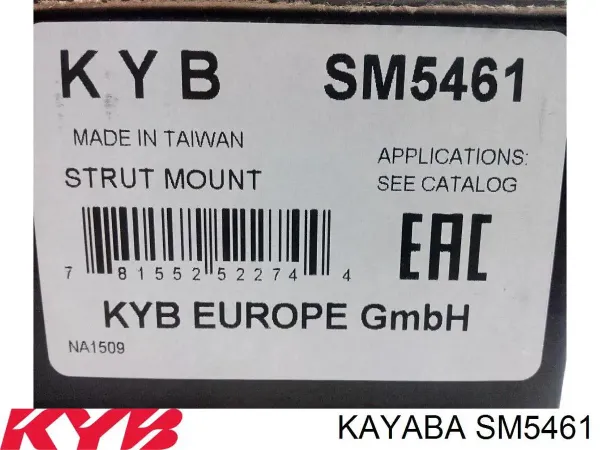 KYB SM5461
MADE IN TAIWAN
APPLICATIONS:
STRUT MOUNT
SEE CATALOG
7 81552 52274 4
EAC
KYB EUROPE GmbH
NA1509
KYB KAYABA SM5461